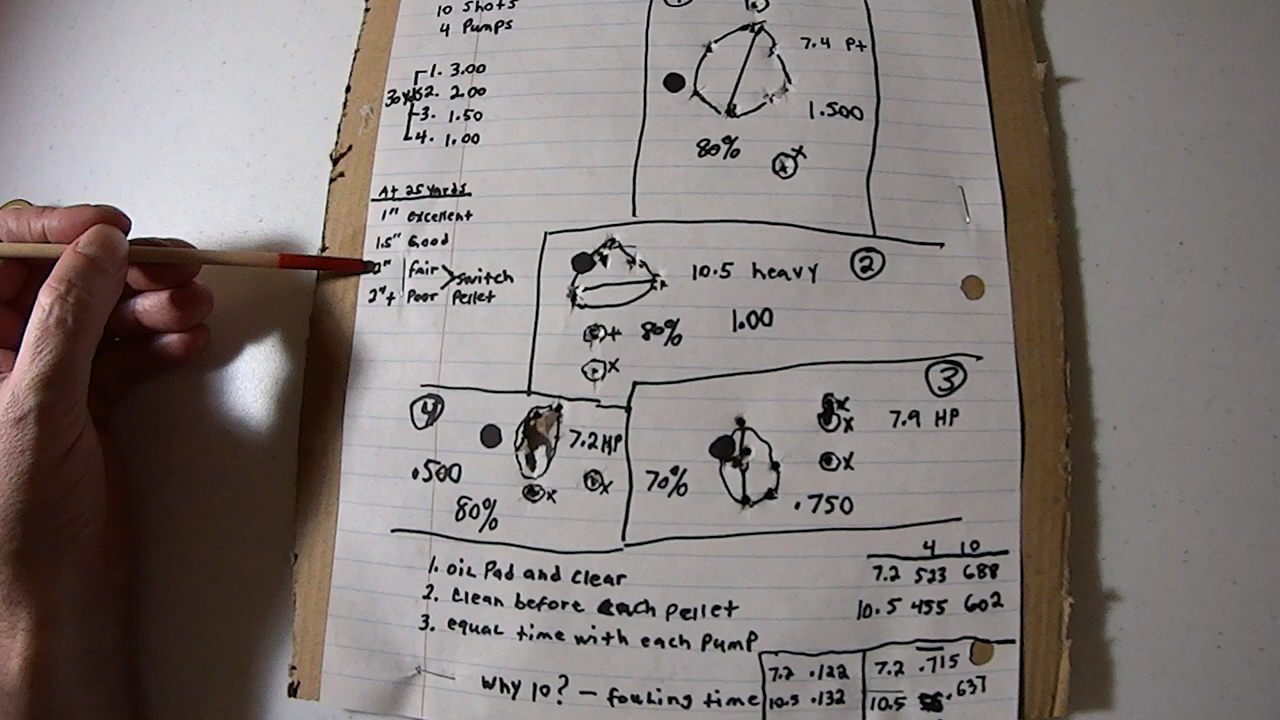 10 Shots
4 Pumps
1. 3.00
30 yds 2. 2.00
3. 1.50
4. 1.00
At 25 Yards
1" excellent
1.5" Good
2" Fair
2"+ Poor
Switch
Pellet
7.4 Pt
1.500
80%
x
2
10.5 heavy
+ 80% 1.00
x
3
7.9 HP
x
x
x
70%
.750
4
7.2 HP
.500
x
x
80%
1. oil Pad and Clear
2. Clean before each pellet
3. equal time with each Pump
Why 10? - fouling time
4 10
7.2 523 688
10.5 455 602
7.2 .122
10.5 .132
7.2 .715
10.5 .637